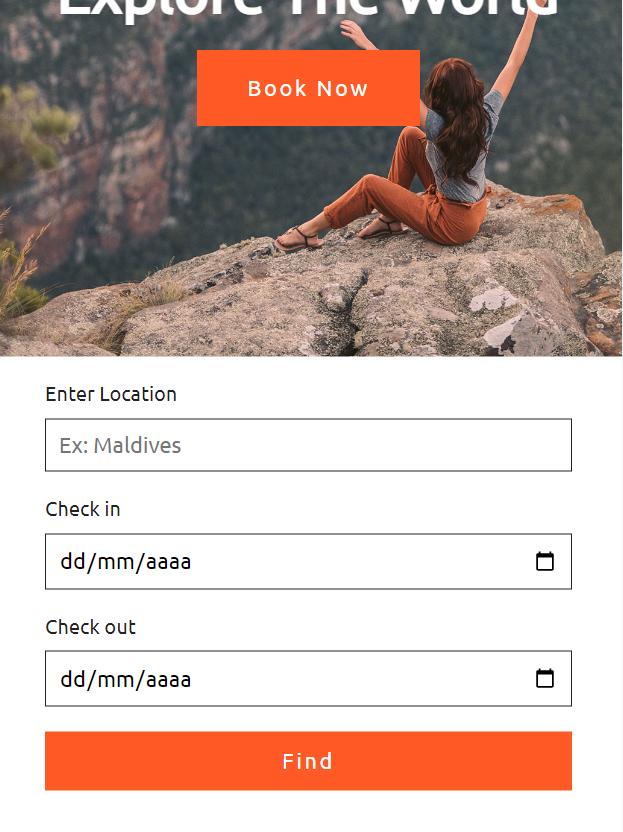 Explore The World
Book Now
Enter Location
Ex: Maldives
Check in
dd/mm/aaaa
Check out
dd/mm/aaaa
Find